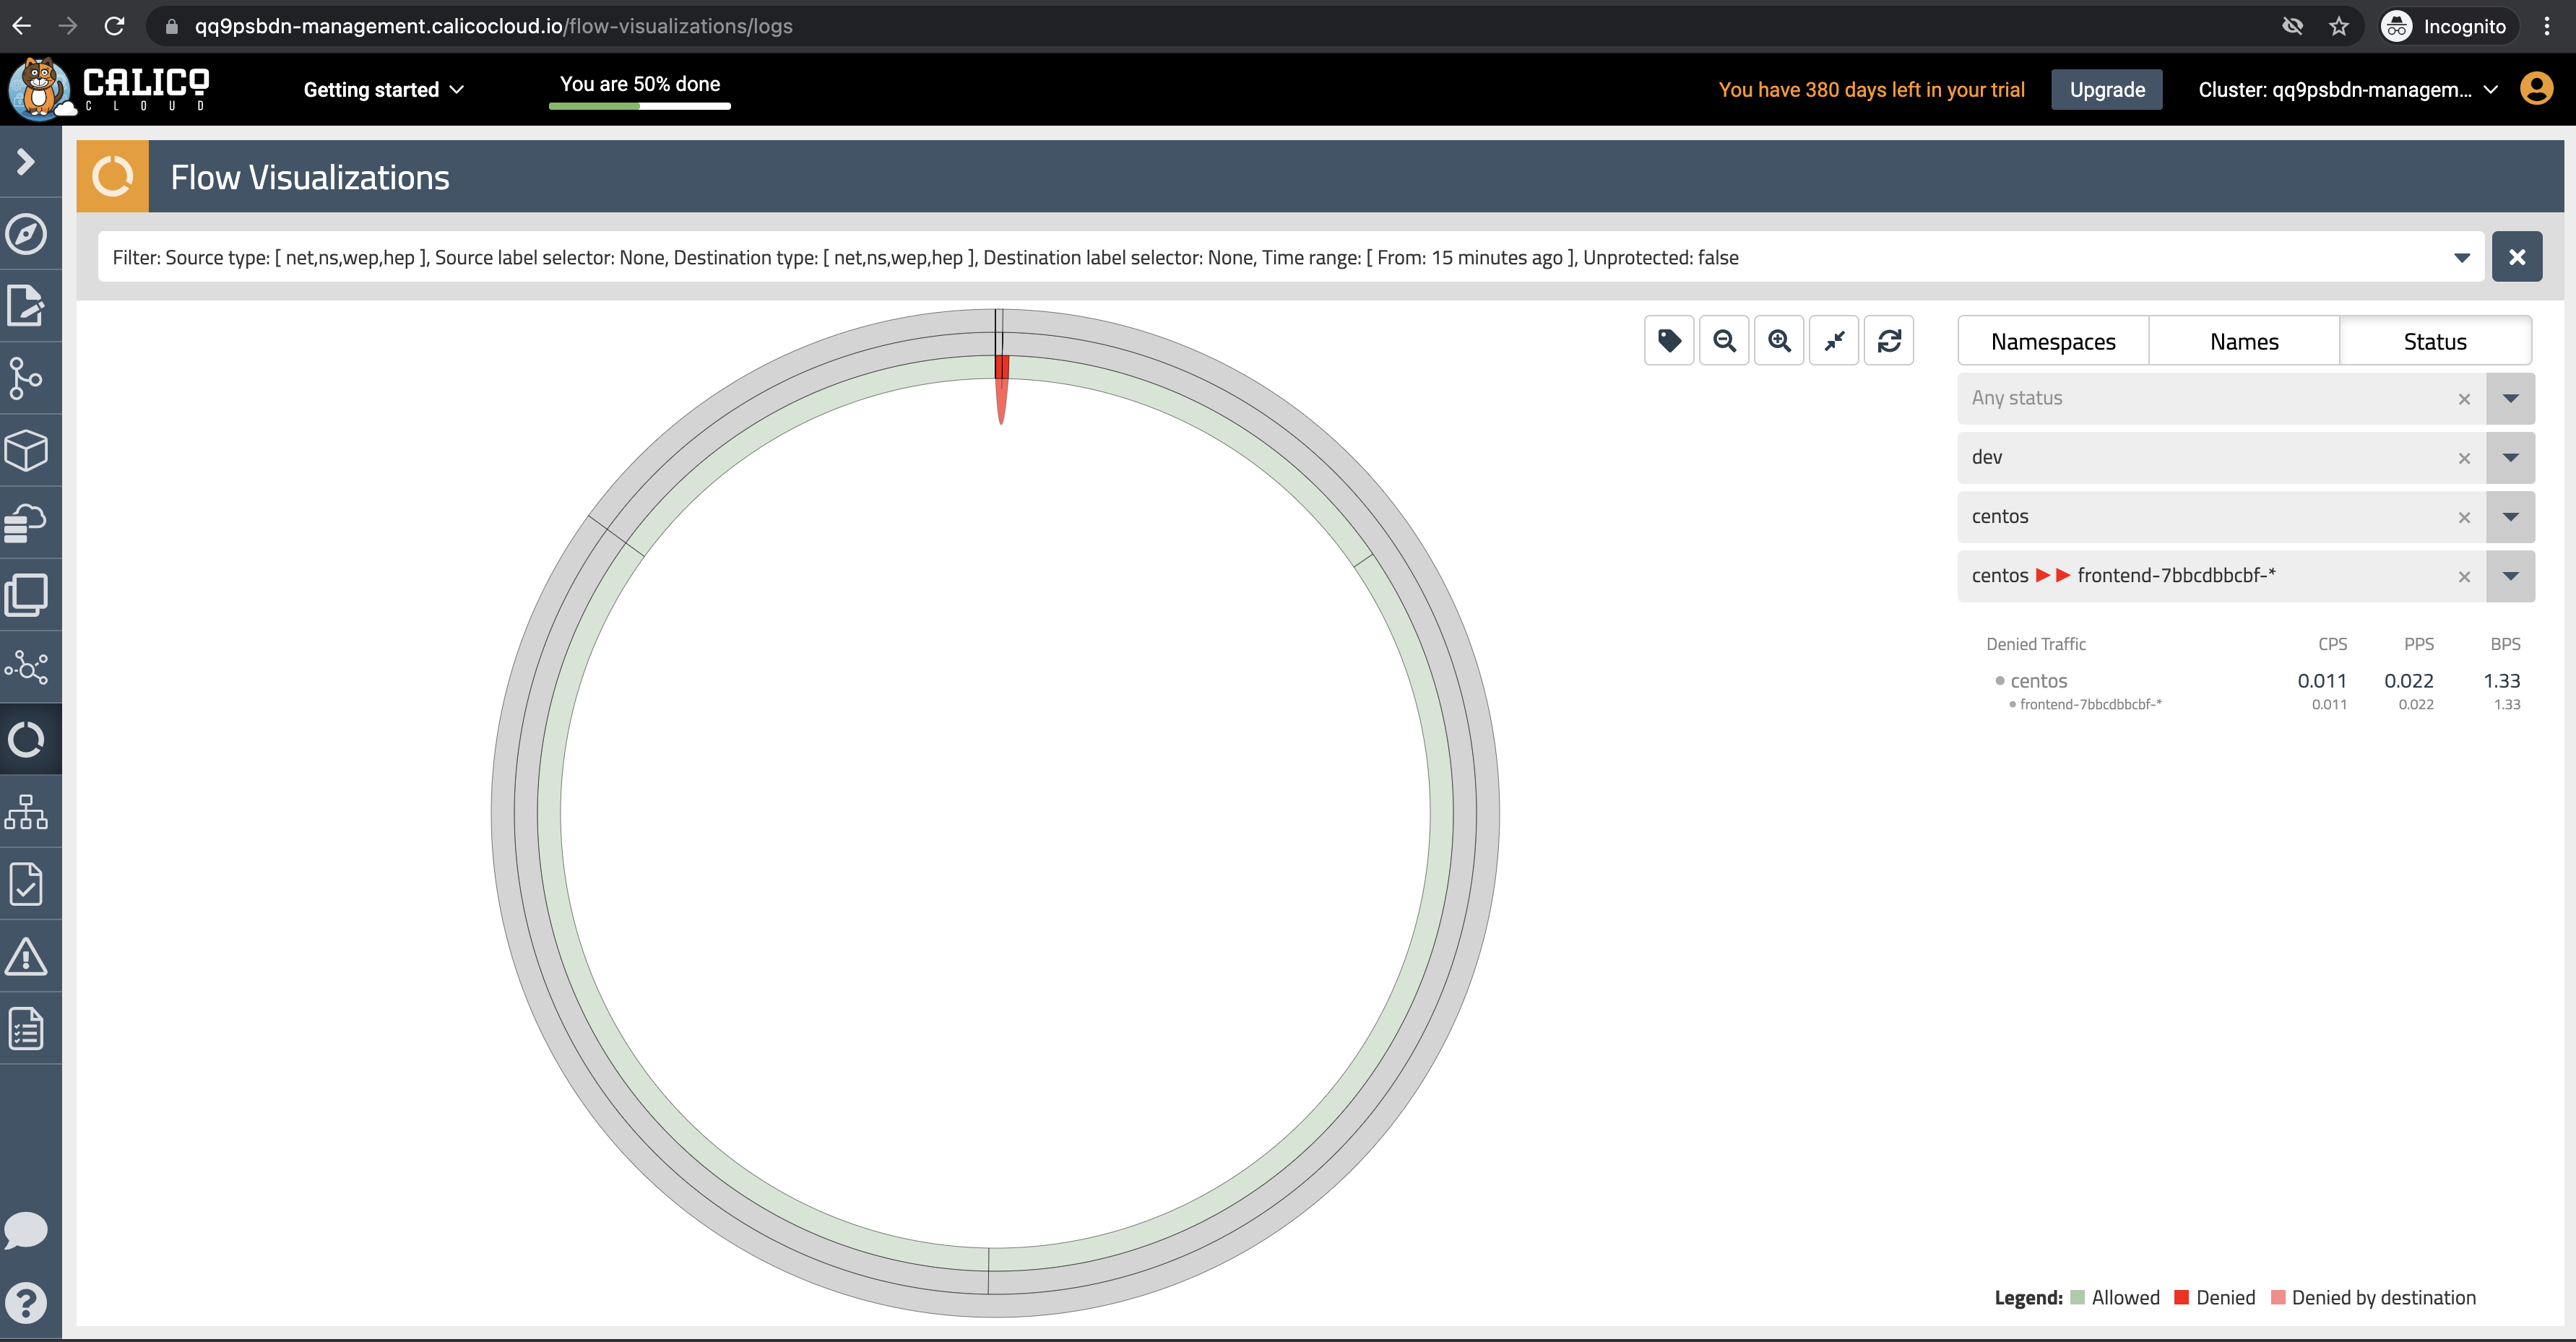 qq9psbdn-management.calicocloud.io/flow-visualizations/logs
Incognito
CALICO
CLOUD
Getting started
You are 50% done
You have 380 days left in your trial
Upgrade
Cluster: qq9psbdn-managem...
Flow Visualizations
Filter: Source type: [ net,ns,wep,hep ], Source label selector: None, Destination type: [ net,ns,wep,hep ], Destination label selector: None, Time range: [ From: 15 minutes ago ], Unprotected: false
Namespaces Names Status
Any status
dev
centos
centos ▶▶ frontend-7bbcdbbcbf-*
Denied Traffic CPS PPS BPS
centos 0.011 0.022 1.33
frontend-7bbcdbbcbf-* 0.011 0.022 1.33
Legend: Allowed Denied Denied by destination